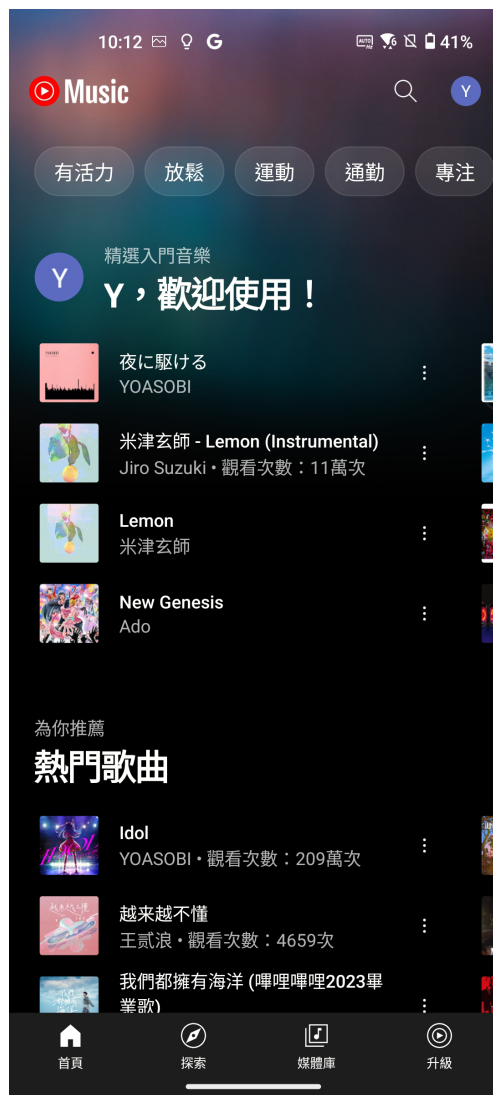 10:12 G 41%
Music Y
有活力 放鬆 運動 通勤 專注
精選入門音樂
Y Y，歡迎使用！
夜に駆ける
YOASOBI
米津玄師 - Lemon (Instrumental)
Jiro Suzuki • 觀看次數：11萬次
Lemon
米津玄師
New Genesis
Ado
為你推薦
熱門歌曲
Idol
YOASOBI • 觀看次數：209萬次
越来越不懂
王贰浪 • 觀看次數：4659次
我們都擁有海洋 (嗶哩嗶哩2023畢
業歌)
首頁 探索 媒體庫 升級